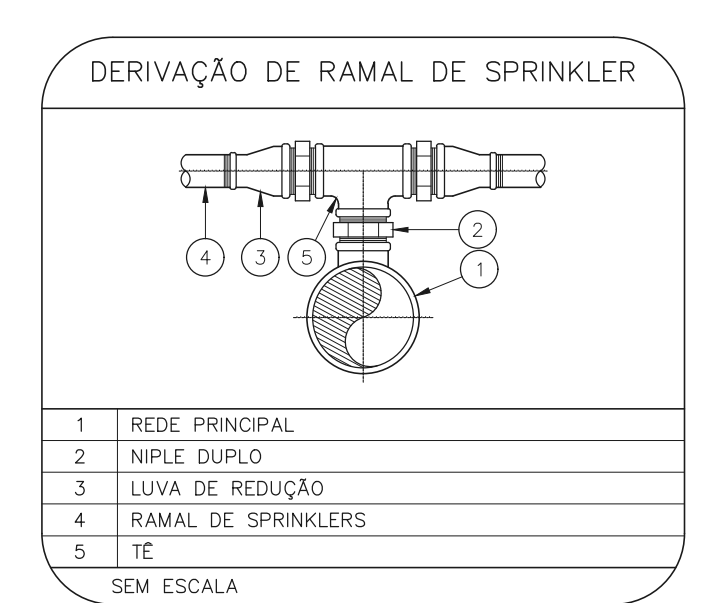 DERIVAÇÃO DE RAMAL DE SPRINKLER
4
3
5
2
1
1 REDE PRINCIPAL
2 NIPLE DUPLO
3 LUVA DE REDUÇÃO
4 RAMAL DE SPRINKLERS
5 TÊ
SEM ESCALA